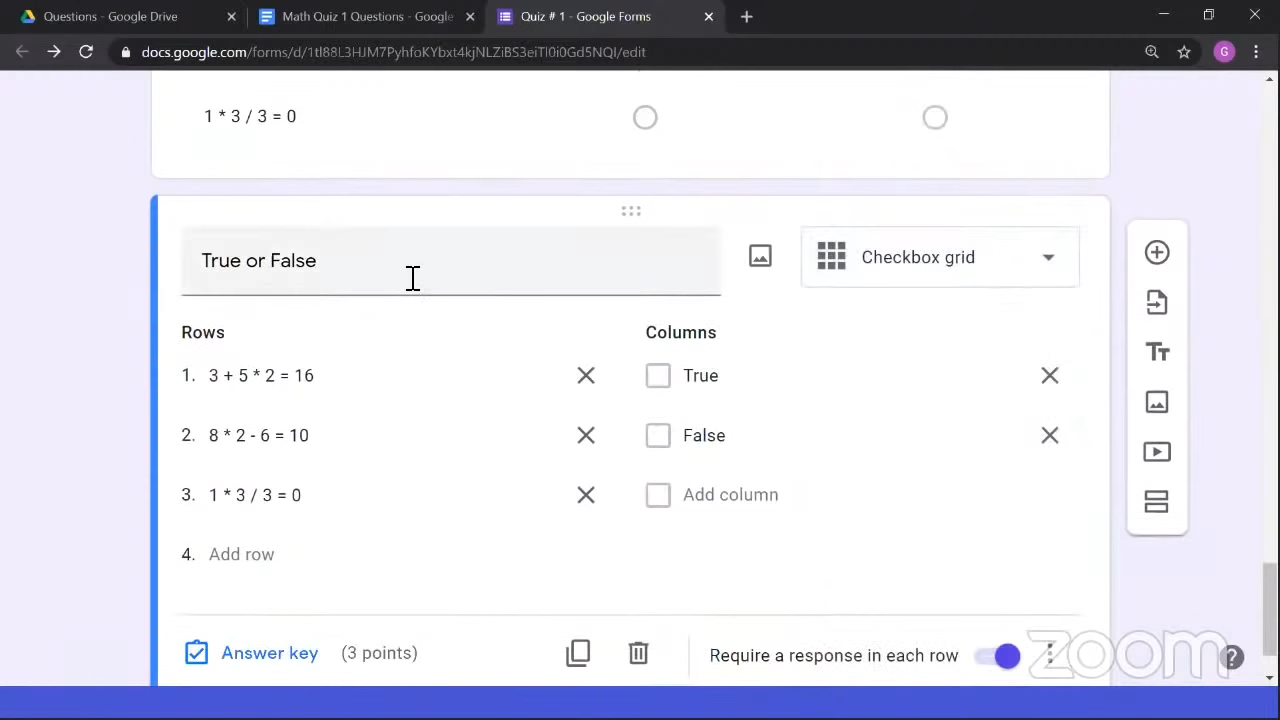 Questions - Google Drive
Math Quiz 1 Questions - Google
Quiz # 1 - Google Forms
docs.google.com/forms/d/1tl88L3HJM7PyhfoKYbxt4kjNLZiBS3eiTl0i0Gd5NQI/edit
G
1 * 3 / 3 = 0
True or False
Checkbox grid
Rows
Columns
1. 3 + 5 * 2 = 16
True
2. 8 * 2 - 6 = 10
False
3. 1 * 3 / 3 = 0
Add column
4. Add row
Answer key (3 points)
Require a response in each row
zoom